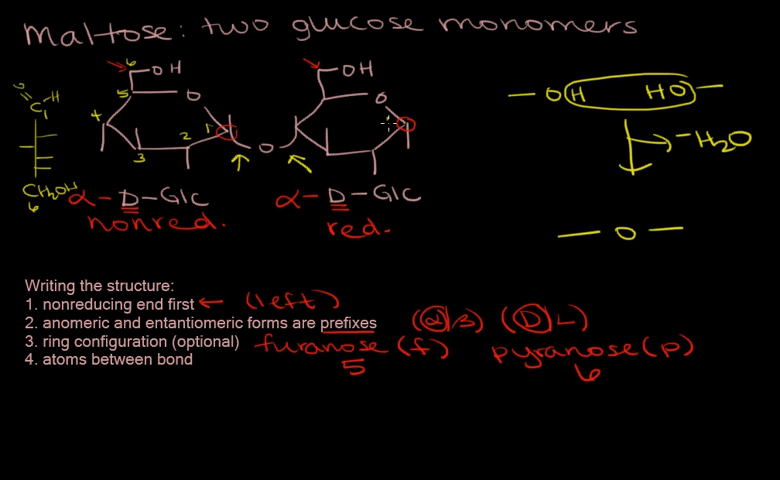 Maltose: two glucose monomers
6
OH
OH
O
H
C
1
5
O
O
OH
HO
4
1
2
3
O
-H2O
CH2OH
6
α-D-Glc
α-D-Glc
nonred.
red.
O
Writing the structure:
1. nonreducing end first ← (left)
2. anomeric and entantiomeric forms are prefixes (α β) (D L)
3. ring configuration (optional) furanose (f) pyranose (p)
5 6
4. atoms between bond